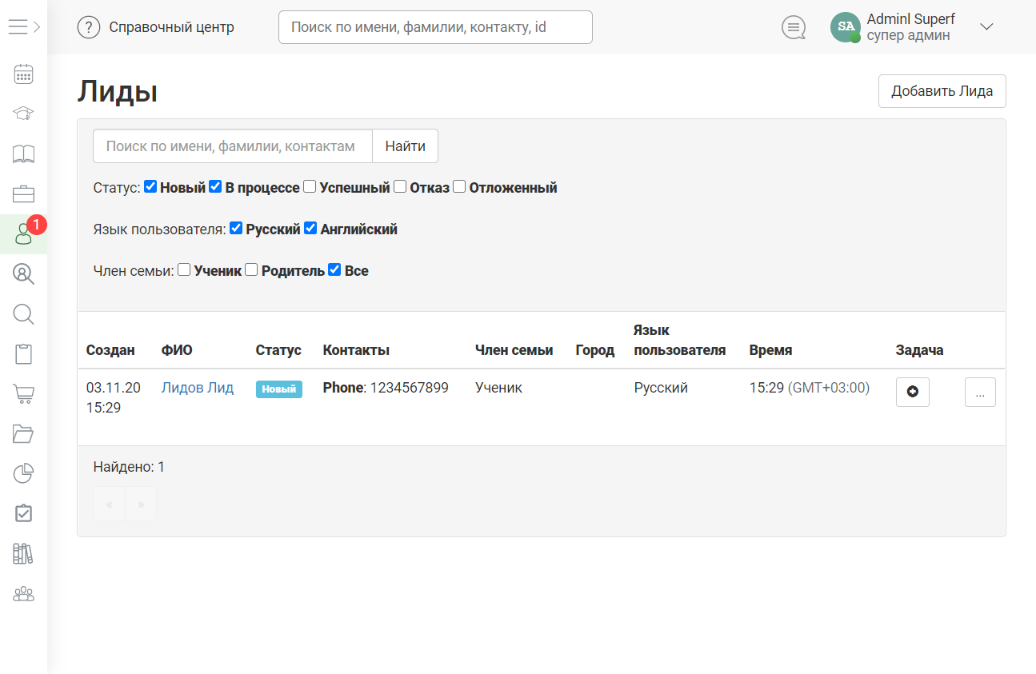 Справочный центр
Поиск по имени, фамилии, контакту, id
SA
AdminI Superf
супер админ
Лиды
Добавить Лида
1
Поиск по имени, фамилии, контактам
Найти
Статус: Новый В процессе Успешный Отказ Отложенный
Язык пользователя: Русский Английский
Член семьи: Ученик Родитель Все
Создан ФИО Статус Контакты Член семьи Город Язык пользователя Время Задача
03.11.20 15:29 Лидов Лид Новый Phone: 1234567899 Ученик Русский 15:29 (GMT+03:00) ...
Найдено: 1
« »